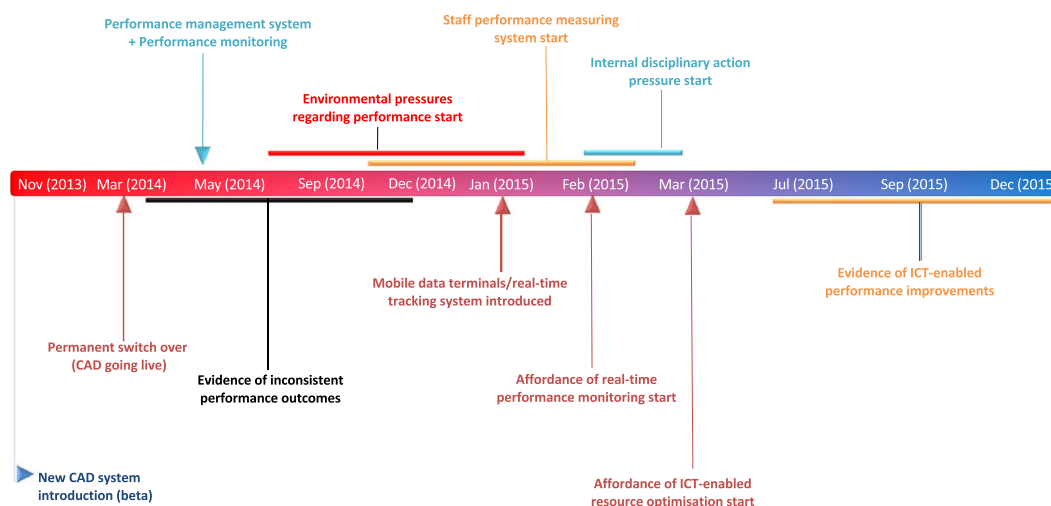 Performance management system
+ Performance monitoring
Staff performance measuring
system start
Internal disciplinary action
pressure start
Environmental pressures
regarding performance start
Nov (2013) Mar (2014) May (2014) Sep (2014) Dec (2014) Jan (2015) Feb (2015) Mar (2015) Jul (2015) Sep (2015) Dec (2015
Mobile data terminals/real-time
tracking system introduced
Evidence of ICT-enabled
performance improvements
Permanent switch over
(CAD going live)
Evidence of inconsistent
performance outcomes
Affordance of real-time
performance monitoring start
New CAD system
introduction (beta)
Affordance of ICT-enabled
resource optimisation start